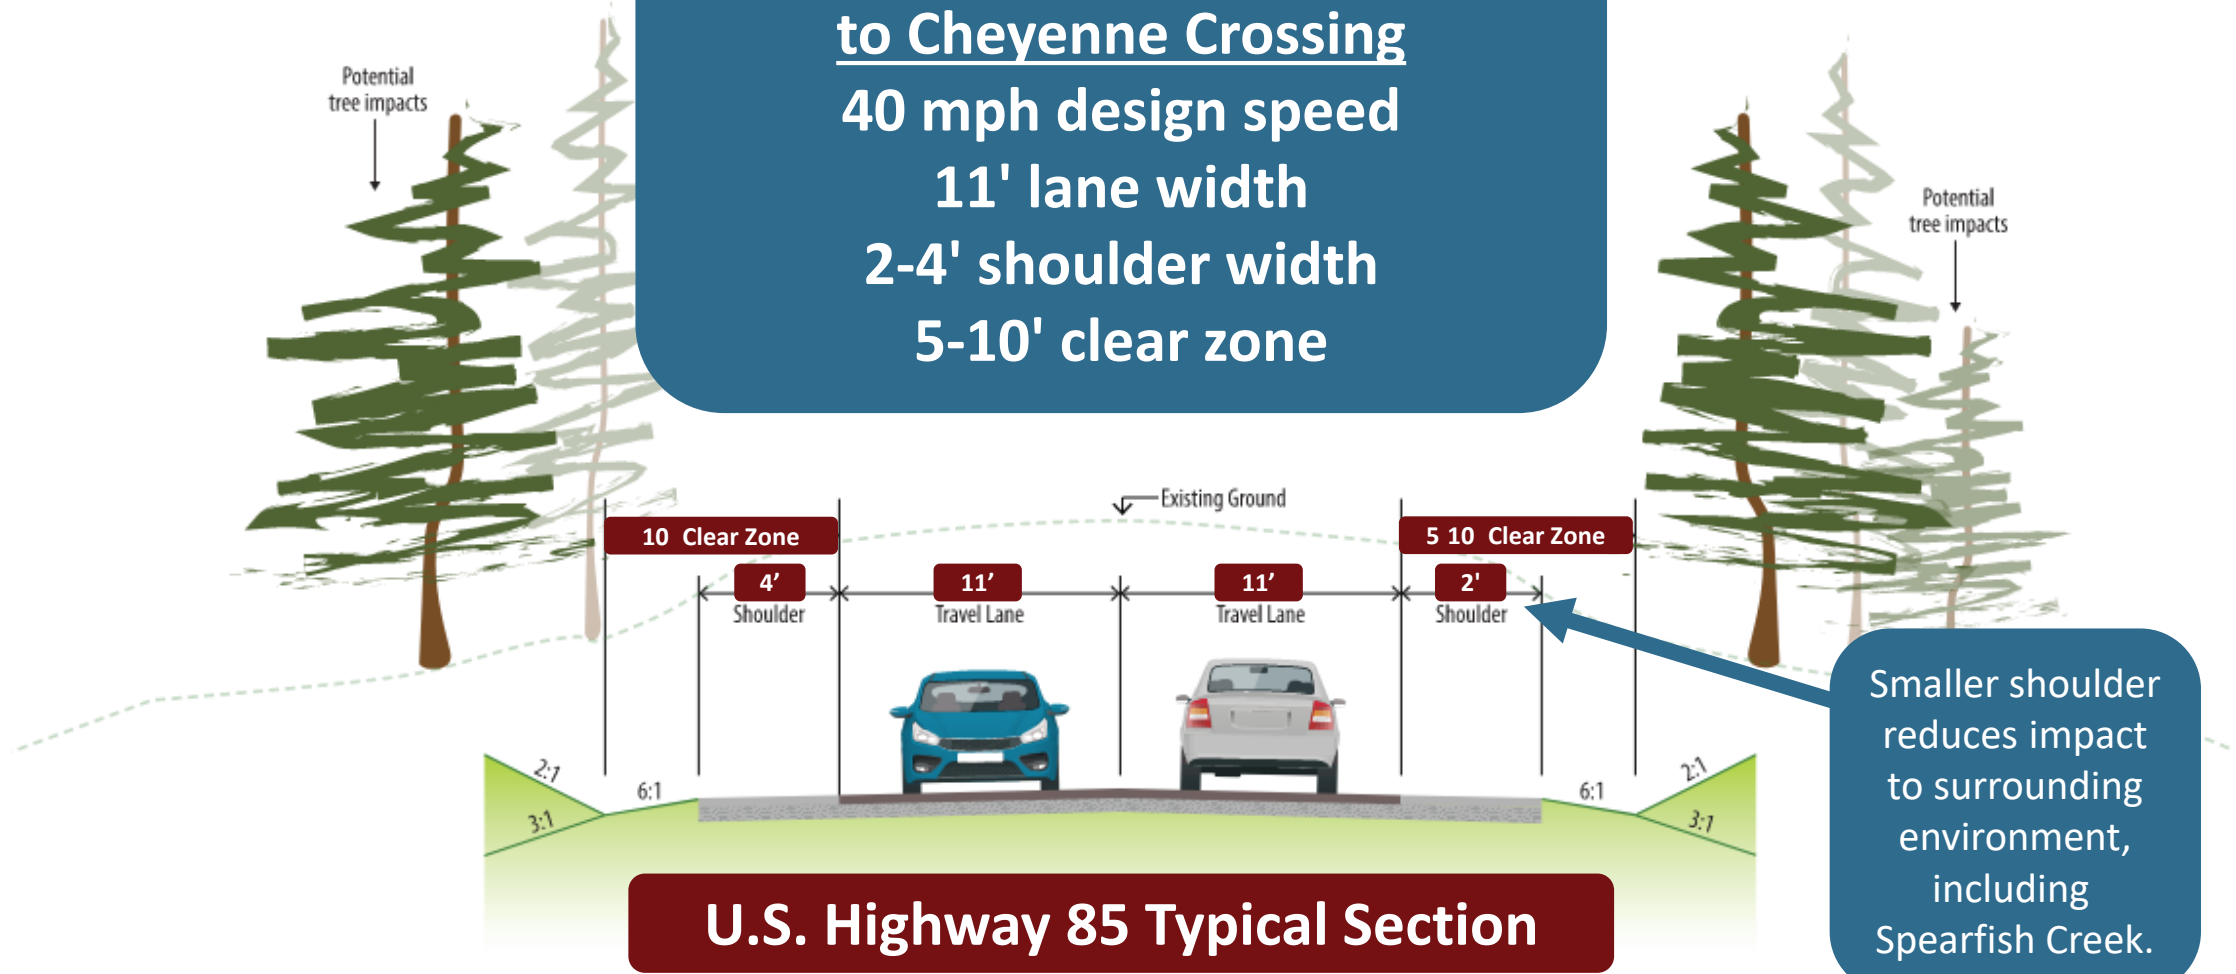 to Cheyenne Crossing
40 mph design speed
11' lane width
2-4' shoulder width
5-10' clear zone
Potential
tree impacts
Potential
tree impacts
Existing Ground
10 Clear Zone
5 10 Clear Zone
4’
11’
11’
2'
Shoulder
Travel Lane
Travel Lane
Shoulder
2:1
6:1
3:1
6:1
2:1
3:1
Smaller shoulder
reduces impact
to surrounding
environment,
including
Spearfish Creek.
U.S. Highway 85 Typical Section